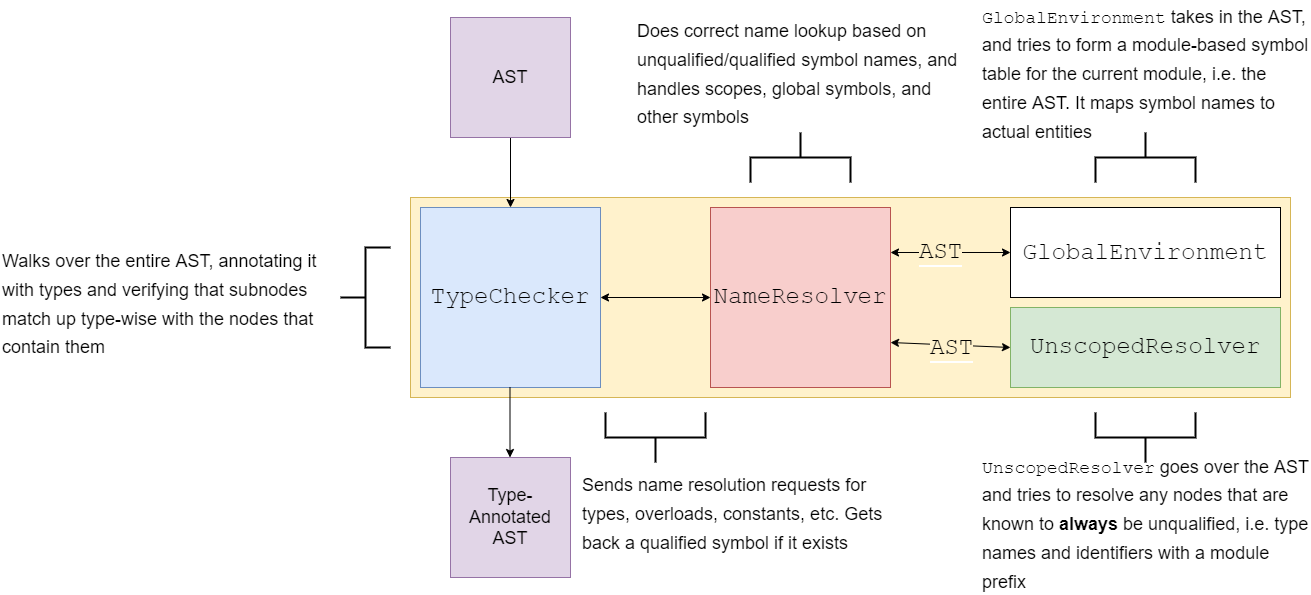 AST
Does correct name lookup based on
unqualified/qualified symbol names, and
handles scopes, global symbols, and
other symbols
GlobalEnvironment takes in the AST,
and tries to form a module-based symbol
table for the current module, i.e. the
entire AST. It maps symbol names to
actual entities
Walks over the entire AST, annotating it
with types and verifying that subnodes
match up type-wise with the nodes that
contain them
TypeChecker
NameResolver
AST
GlobalEnvironment
AST
UnscopedResolver
Type-
Annotated
AST
Sends name resolution requests for
types, overloads, constants, etc. Gets
back a qualified symbol if it exists
UnscopedResolver goes over the AST
and tries to resolve any nodes that are
known to always be unqualified, i.e. type
names and identifiers with a module
prefix